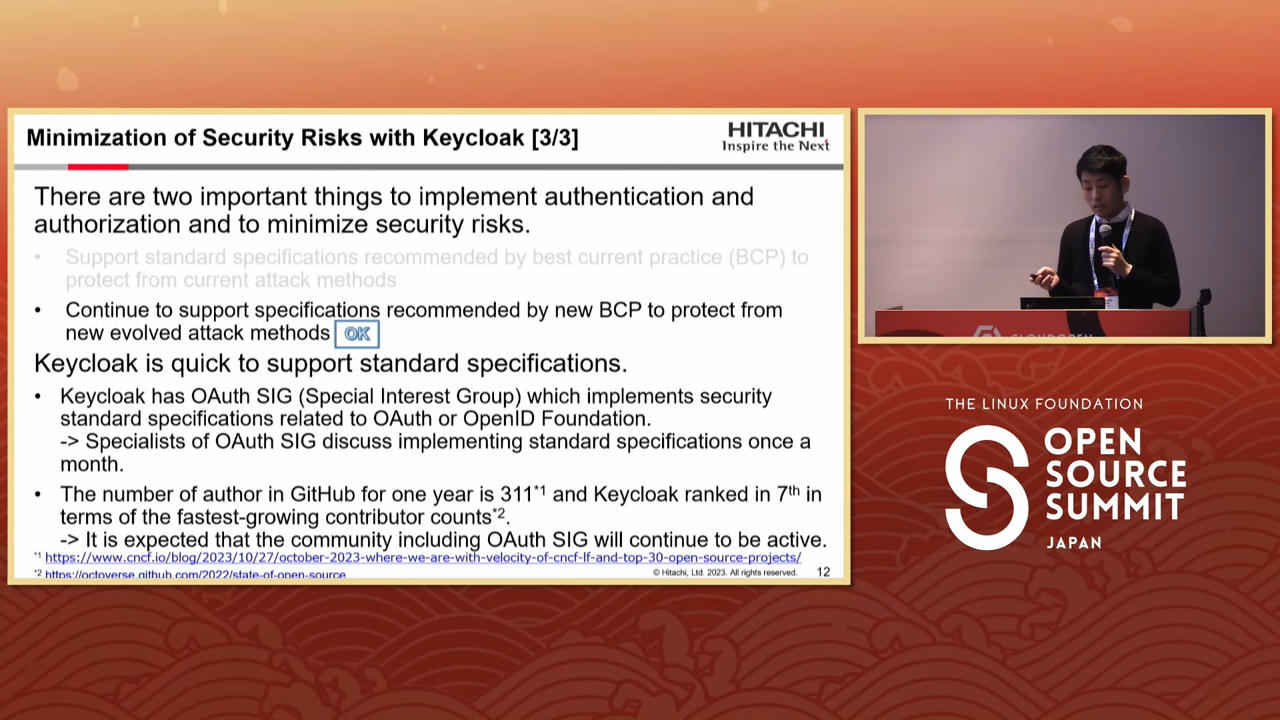 Minimization of Security Risks with Keycloak [3/3]
HITACHI
Inspire the Next
There are two important things to implement authentication and
authorization and to minimize security risks.
• Support standard specifications recommended by best current practice (BCP) to
protect from current attack methods
• Continue to support specifications recommended by new BCP to protect from
new evolved attack methods OK
Keycloak is quick to support standard specifications.
• Keycloak has OAuth SIG (Special Interest Group) which implements security
standard specifications related to OAuth or OpenID Foundation.
-> Specialists of OAuth SIG discuss implementing standard specifications once a
month.
• The number of author in GitHub for one year is 311*1 and Keycloak ranked in 7th in
terms of the fastest-growing contributor counts*2.
-> It is expected that the community including OAuth SIG will continue to be active.
*1 https://www.cncf.io/blog/2023/10/27/october-2023-where-we-are-with-velocity-of-cncf-lf-and-top-30-open-source-projects/
*2 https://octoverse.github.com/2022/state-of-open-source
© Hitachi, Ltd. 2023. All rights reserved. 12
CLOUDOPEN
THE LINUX FOUNDATION
OPEN
SOURCE
SUMMIT
JAPAN